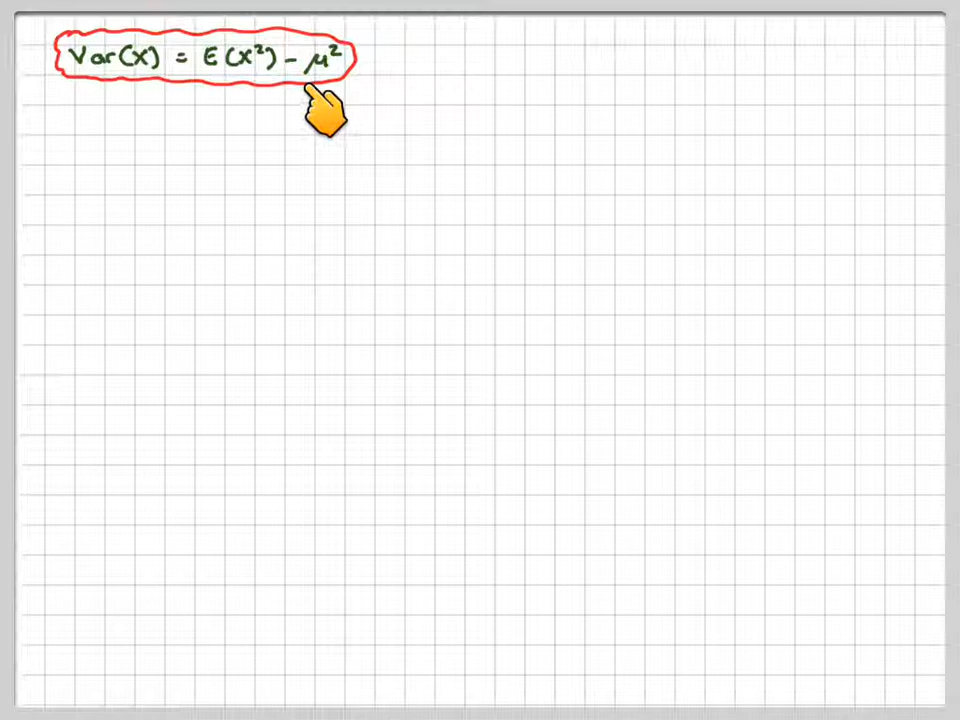 Var(X) = E(X²) - μ²